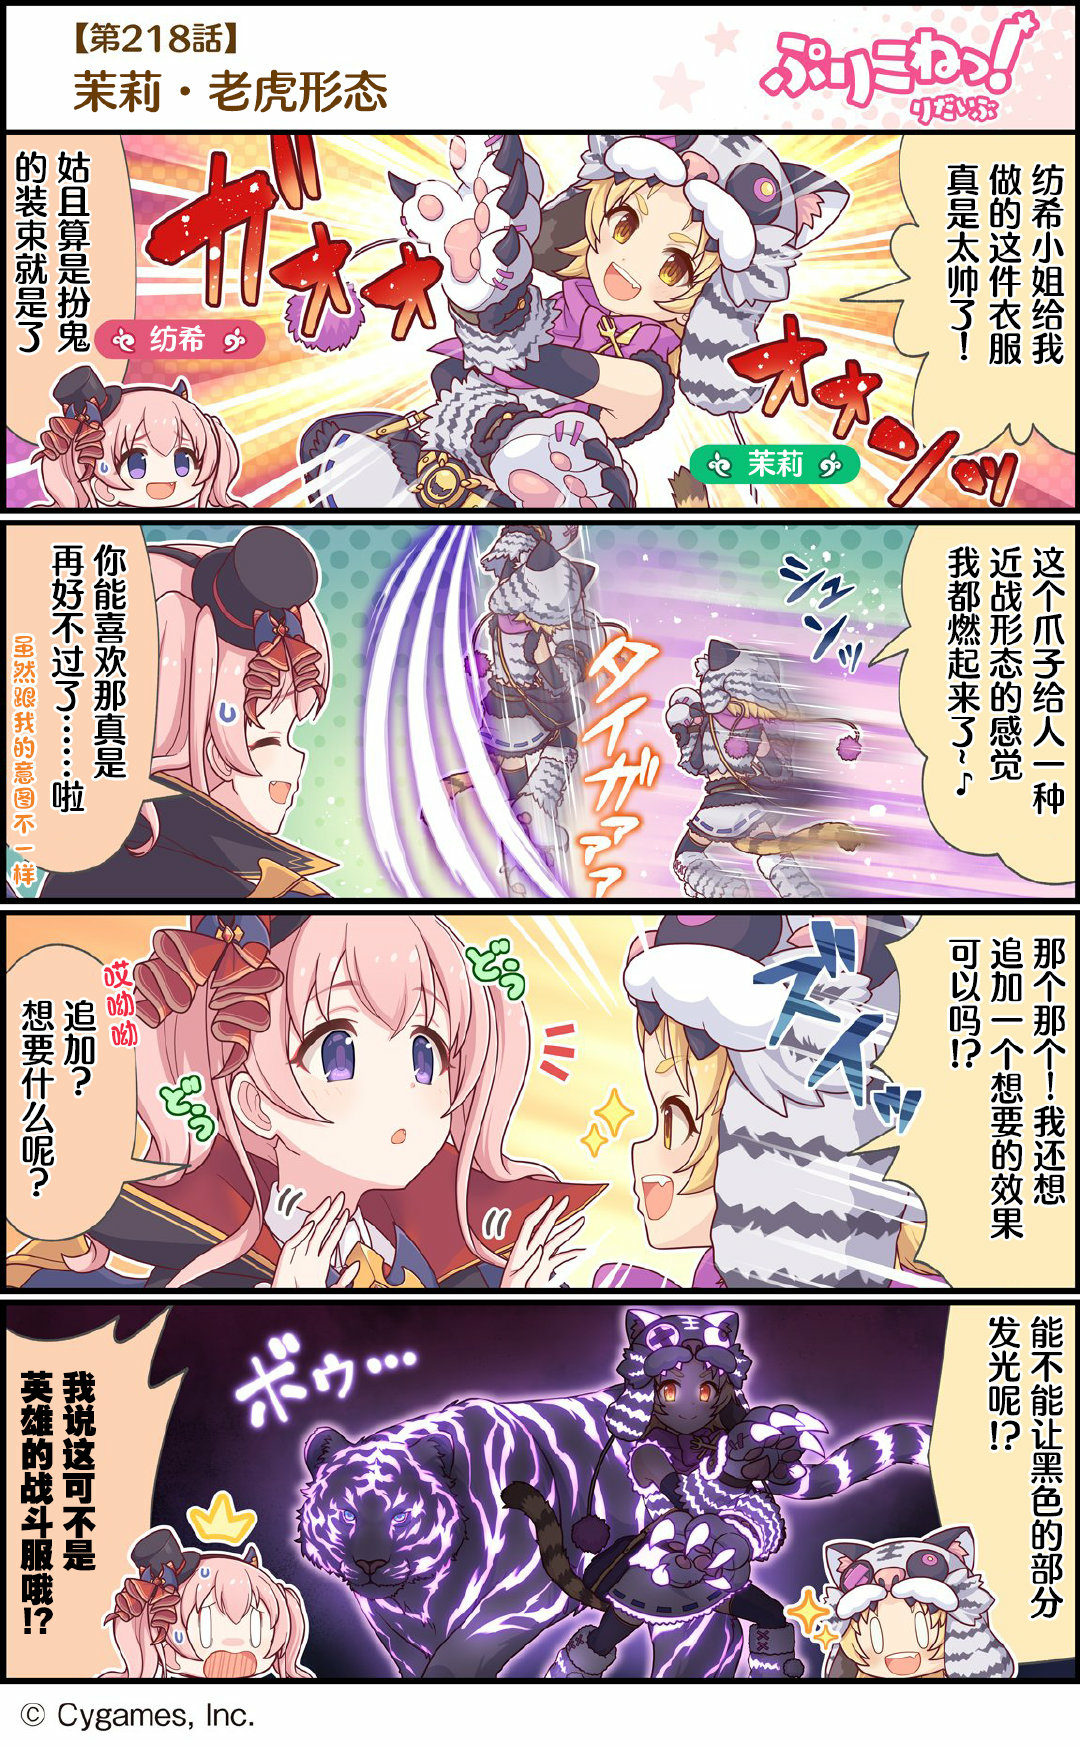 【第218話】
茉莉・老虎形态
ぷりこねっ!
りだいぶ
纺希小姐给我
做的这件衣服
真是太帅了！
ガオォオォンッ
茉莉
姑且算是扮鬼
的装束就是了
纺希
这个爪子给人一种
近战形态的感觉
我都燃起来了~♪
シュンッ
タイガァァァ
你能喜欢那真是
再好不过了……啦
虽然跟我的意图不一样
那个那个！我还想
追加一个想要的效果
可以吗!?
ズズイッ
どう
どう
哎呦呦
追加？
想要什么呢？
能不能让黑色的部分
发光呢!?
ボゥ…
我说这可不是
英雄的战斗服哦!?
© Cygames, Inc.